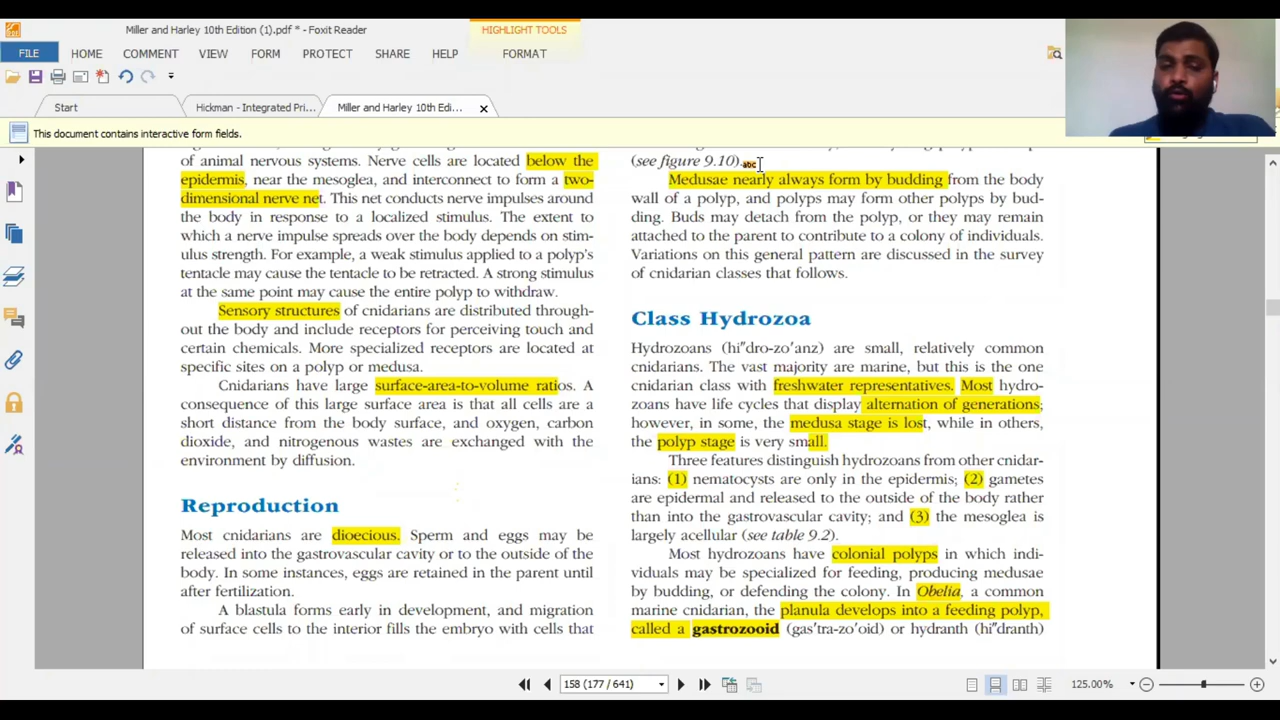 Miller and Harley 10th Edition (1).pdf * - Foxit Reader
HIGHLIGHT TOOLS
FILE HOME COMMENT VIEW FORM PROTECT SHARE HELP FORMAT
Start Hickman - Integrated Pri... Miller and Harley 10th Edi... ×
This document contains interactive form fields.
of animal nervous systems. Nerve cells are located below the
epidermis, near the mesoglea, and interconnect to form a two-
dimensional nerve net. This net conducts nerve impulses around
the body in response to a localized stimulus. The extent to
which a nerve impulse spreads over the body depends on stim-
ulus strength. For example, a weak stimulus applied to a polyp's
tentacle may cause the tentacle to be retracted. A strong stimulus
at the same point may cause the entire polyp to withdraw.
Sensory structures of cnidarians are distributed through-
out the body and include receptors for perceiving touch and
certain chemicals. More specialized receptors are located at
specific sites on a polyp or medusa.
Cnidarians have large surface-area-to-volume ratios. A
consequence of this large surface area is that all cells are a
short distance from the body surface, and oxygen, carbon
dioxide, and nitrogenous wastes are exchanged with the
environment by diffusion.
Reproduction
Most cnidarians are dioecious. Sperm and eggs may be
released into the gastrovascular cavity or to the outside of the
body. In some instances, eggs are retained in the parent until
after fertilization.
A blastula forms early in development, and migration
of surface cells to the interior fills the embryo with cells that
(see figure 9.10). abc
Medusae nearly always form by budding from the body
wall of a polyp, and polyps may form other polyps by bud-
ding. Buds may detach from the polyp, or they may remain
attached to the parent to contribute to a colony of individuals.
Variations on this general pattern are discussed in the survey
of cnidarian classes that follows.
Class Hydrozoa
Hydrozoans (hi″dro-zo′anz) are small, relatively common
cnidarians. The vast majority are marine, but this is the one
cnidarian class with freshwater representatives. Most hydro-
zoans have life cycles that display alternation of generations;
however, in some, the medusa stage is lost, while in others,
the polyp stage is very small.
Three features distinguish hydrozoans from other cnidar-
ians: (1) nematocysts are only in the epidermis; (2) gametes
are epidermal and released to the outside of the body rather
than into the gastrovascular cavity; and (3) the mesoglea is
largely acellular (see table 9.2).
Most hydrozoans have colonial polyps in which indi-
viduals may be specialized for feeding, producing medusae
by budding, or defending the colony. In Obelia, a common
marine cnidarian, the planula develops into a feeding polyp,
called a gastrozooid (gas′tra-zo′oid) or hydranth (hi″dranth)
158 (177 / 641)
125.00%